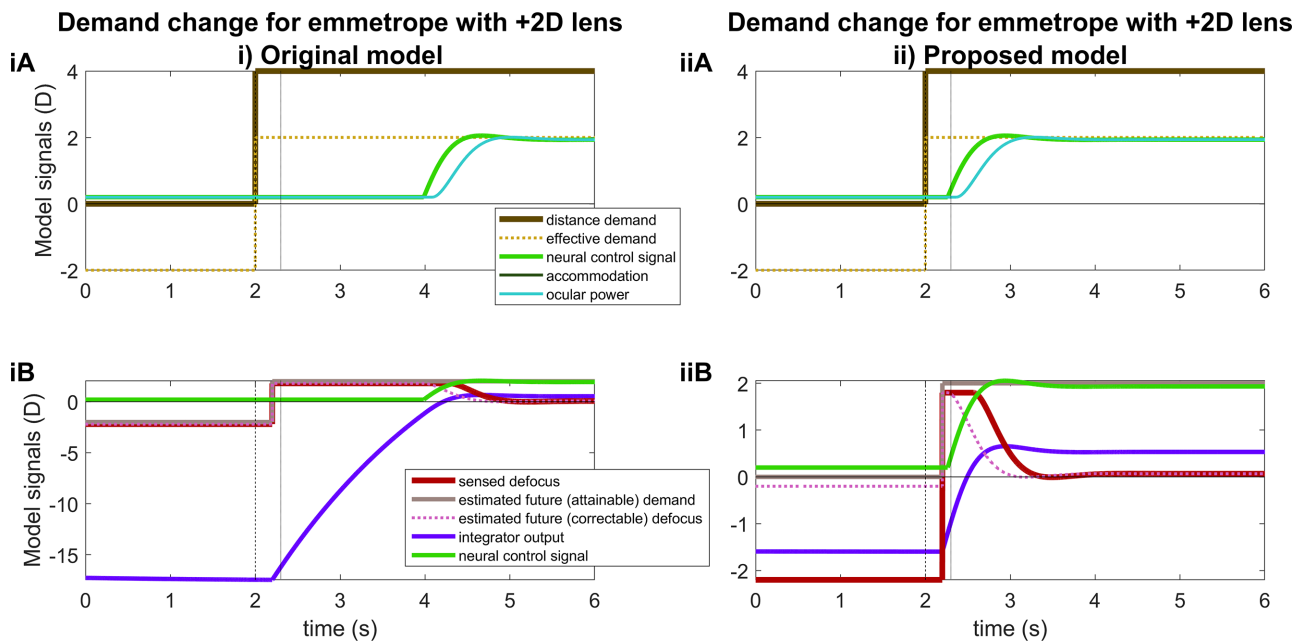 Demand change for emmetrope with +2D lens
i) Original model
iA
Model signals (D)
4
2
0
-2
0
1
2
3
4
5
6
distance demand
effective demand
neural control signal
accommodation
ocular power
Demand change for emmetrope with +2D lens
ii) Proposed model
iiA
4
2
0
-2
0
1
2
3
4
5
6
iB
Model signals (D)
0
-5
-10
-15
0
1
2
3
4
5
6
time (s)
sensed defocus
estimated future (attainable) demand
estimated future (correctable) defocus
integrator output
neural control signal
iiB
2
1
0
-1
-2
0
1
2
3
4
5
6
time (s)